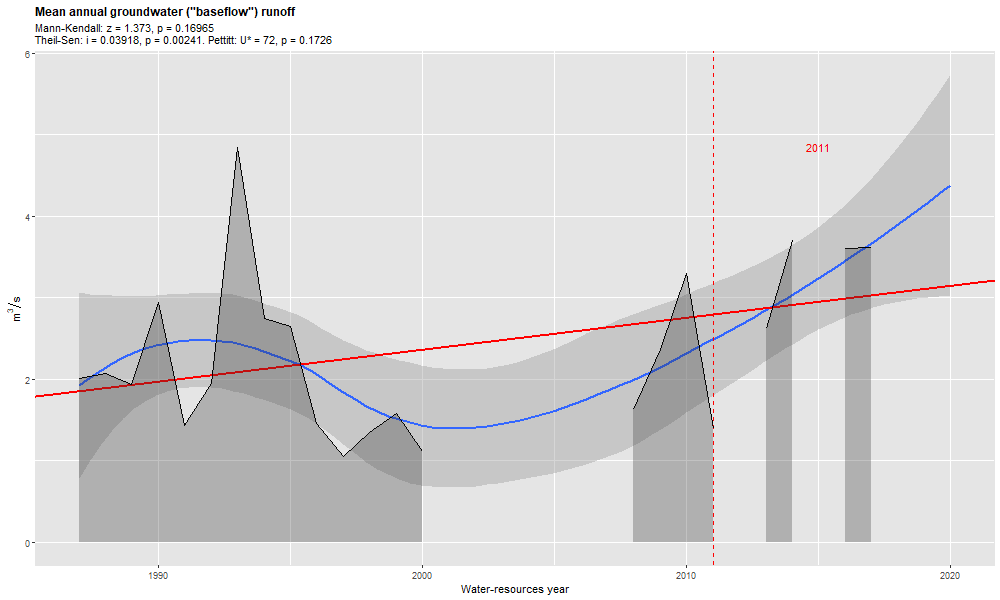 Mean annual groundwater ("baseflow") runoff
Mann-Kendall: z = 1.373, p = 0.16965
Theil-Sen: i = 0.03918, p = 0.00241. Pettitt: U* = 72, p = 0.1726
6
2011
4
m³/s
2
0
1990 2000 2010 2020
Water-resources year